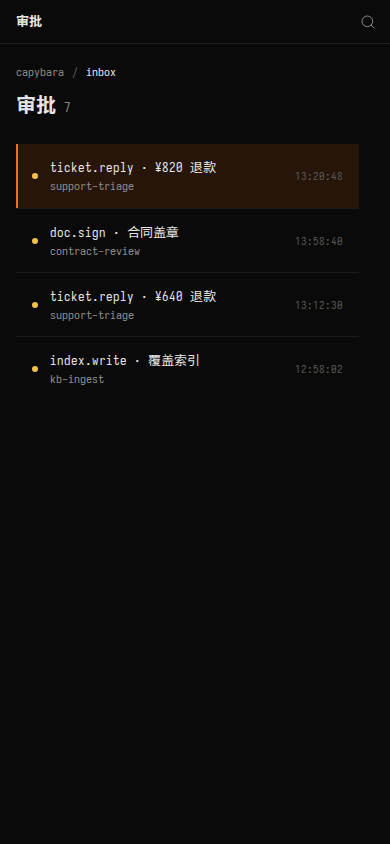 审批
capybara / inbox
审批 7
ticket.reply · ¥820 退款
support-triage
13:20:48
doc.sign · 合同盖章
contract-review
13:58:40
ticket.reply · ¥640 退款
support-triage
13:12:30
index.write · 覆盖索引
kb-ingest
12:58:02